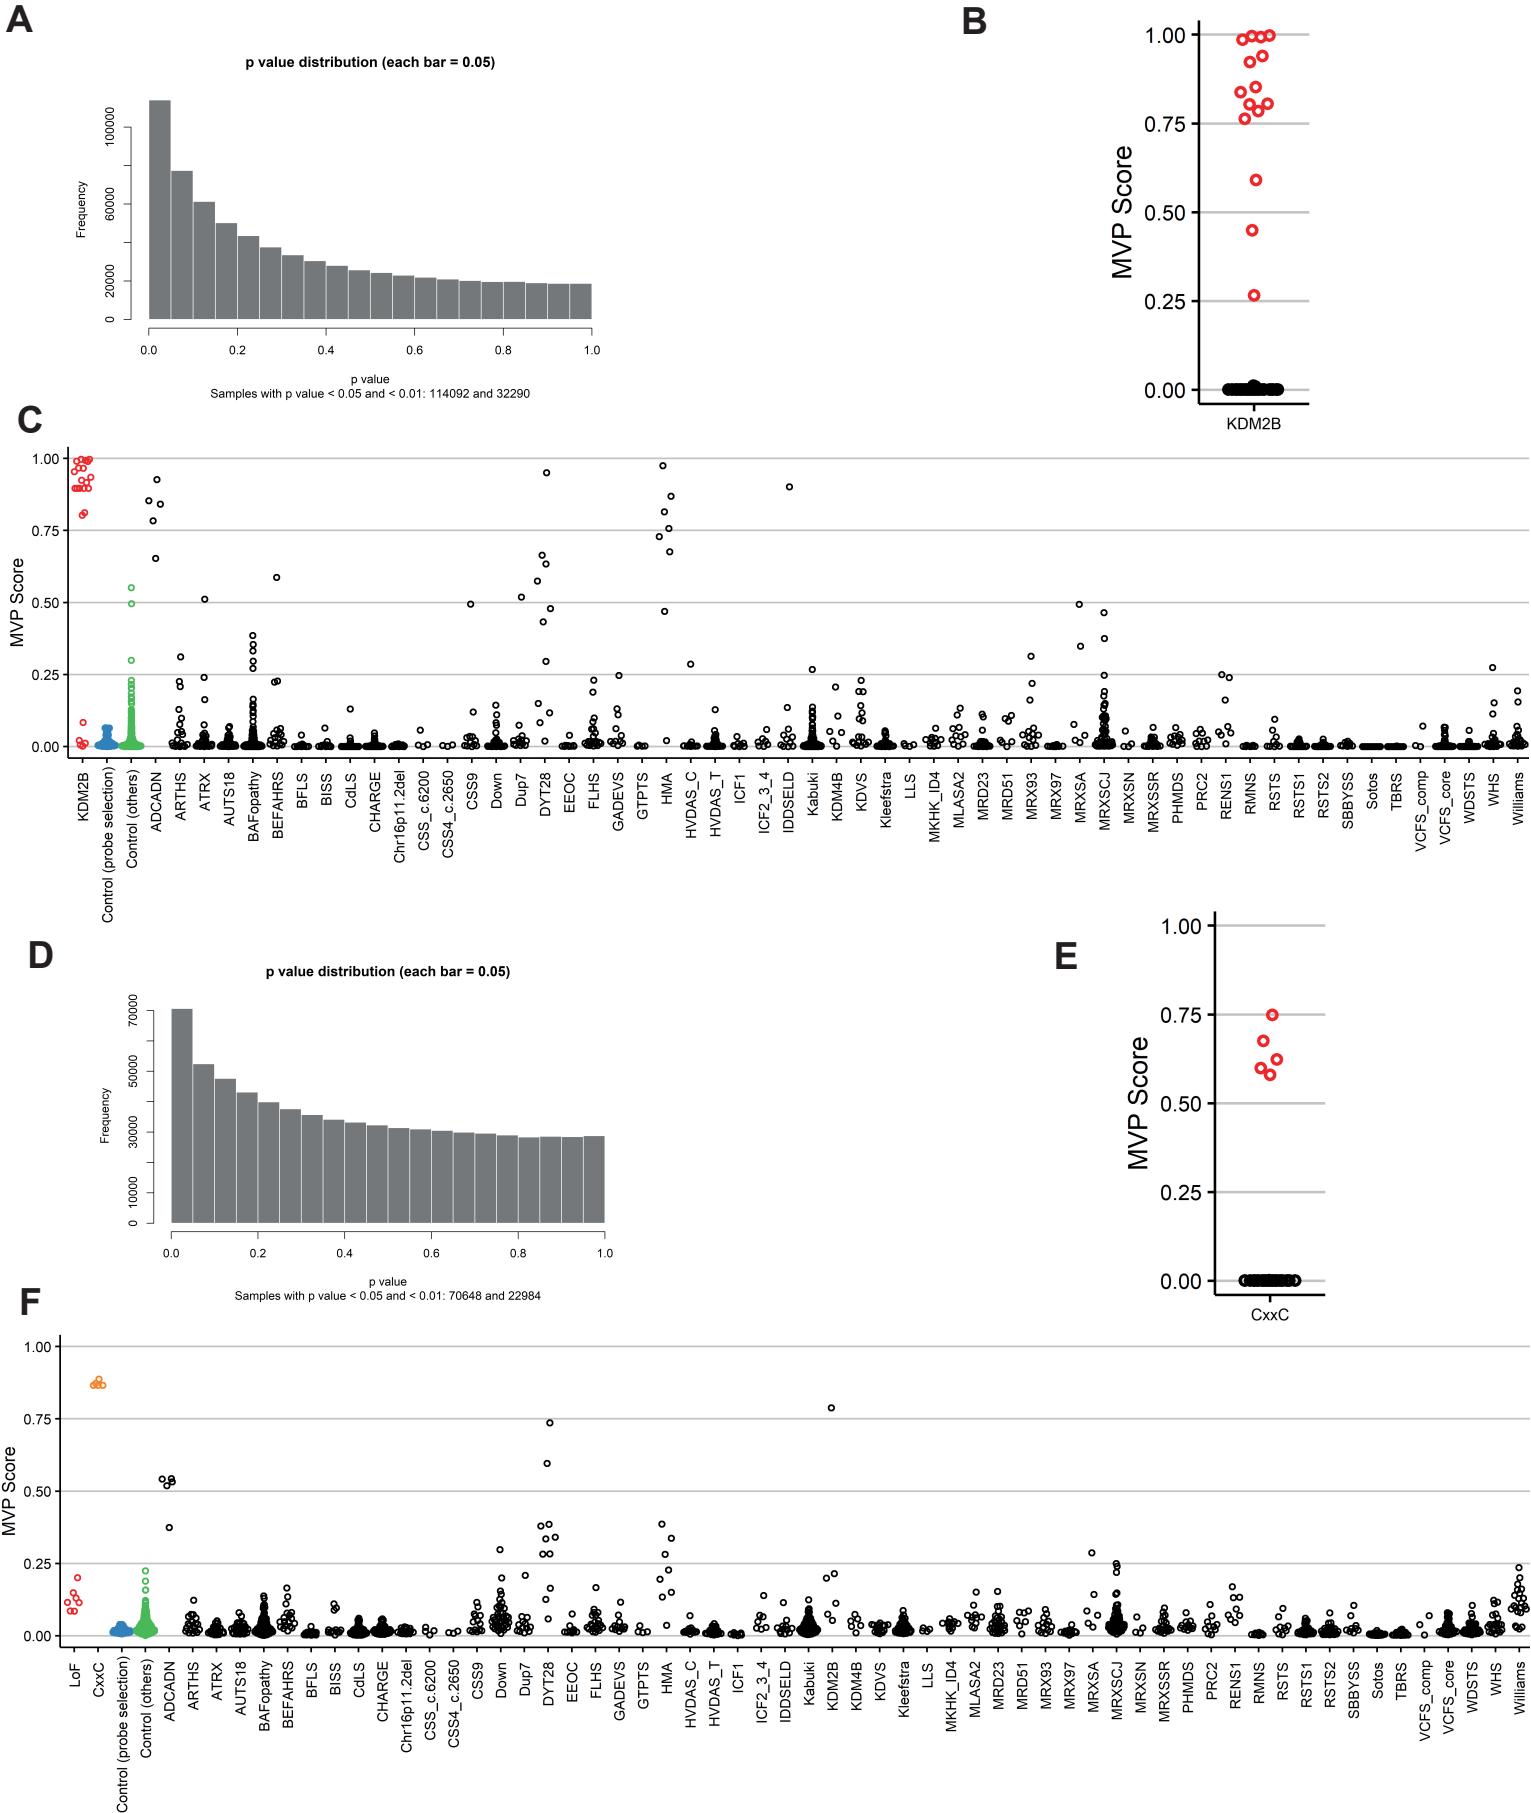 A
p value distribution (each bar = 0.05)
Frequency
0
20000
60000
100000
0.0
0.2
0.4
0.6
0.8
1.0
p value
Samples with p value < 0.05 and < 0.01: 114092 and 32290
B
MVP Score
1.00
0.75
0.50
0.25
0.00
KDM2B
C
MVP Score
1.00
0.75
0.50
0.25
0.00
KDM2B
Control (probe selection)
Control (others)
ADCADN
ARTHS
ATRX
AUTS18
BAFopathy
BEFAHRS
BFLS
BISS
CdLS
CHARGE
Chr16p11.2del
CSS_c.6200
CSS4_c.2650
CSS9
Down
Dup7
DYT28
EEOC
FLHS
GADEVS
GTPTS
HMA
HVDAS_C
HVDAS_T
ICF1
ICF2_3_4
IDDSELD
Kabuki
KDM4B
KDVS
Kleefstra
LLS
MKHK_ID4
MLASA2
MRD23
MRD51
MRX93
MRX97
MRXSA
MRXSCJ
MRXSN
MRXSSR
PHMDS
PRC2
RENS1
RMNS
RSTS
RSTS1
RSTS2
SBBYSS
Sotos
TBRS
VCFS_comp
VCFS_core
WDSTS
WHS
Williams
D
p value distribution (each bar = 0.05)
Frequency
0
10000
30000
50000
70000
0.0
0.2
0.4
0.6
0.8
1.0
p value
Samples with p value < 0.05 and < 0.01: 70648 and 22984
E
MVP Score
1.00
0.75
0.50
0.25
0.00
CxxC
F
MVP Score
1.00
0.75
0.50
0.25
0.00
LoF
CxxC
Control (probe selection)
Control (others)
ADCADN
ARTHS
ATRX
AUTS18
BAFopathy
BEFAHRS
BFLS
BISS
CdLS
CHARGE
Chr16p11.2del
CSS_c.6200
CSS4_c.2650
CSS9
Down
Dup7
DYT28
EEOC
FLHS
GADEVS
GTPTS
HMA
HVDAS_C
HVDAS_T
ICF1
ICF2_3_4
IDDSELD
Kabuki
KDM2B
KDM4B
KDVS
Kleefstra
LLS
MKHK_ID4
MLASA2
MRD23
MRD51
MRX93
MRX97
MRXSA
MRXSCJ
MRXSN
MRXSSR
PHMDS
PRC2
RENS1
RMNS
RSTS
RSTS1
RSTS2
SBBYSS
Sotos
TBRS
VCFS_comp
VCFS_core
WDSTS
WHS
Williams